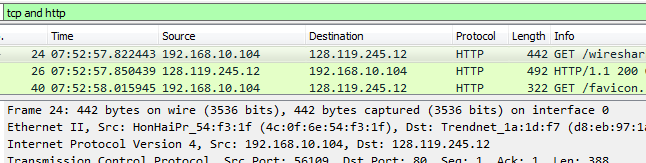 tcp and http
. Time Source Destination Protocol Length Info
24 07:52:57.822443 192.168.10.104 128.119.245.12 HTTP 442 GET /wireshar
26 07:52:57.850439 128.119.245.12 192.168.10.104 HTTP 492 HTTP/1.1 200
40 07:52:58.015945 192.168.10.104 128.119.245.12 HTTP 322 GET /favicon.
Frame 24: 442 bytes on wire (3536 bits), 442 bytes captured (3536 bits) on interface 0
Ethernet II, Src: HonHaiPr_54:f3:1f (4c:0f:6e:54:f3:1f), Dst: Trendnet_1a:1d:f7 (d8:eb:97:1a
Internet Protocol Version 4, Src: 192.168.10.104, Dst: 128.119.245.12
Transmission Control Protocol, Src Port: 56109, Dst Port: 80, Seq: 1, Ack: 1, Len: 388